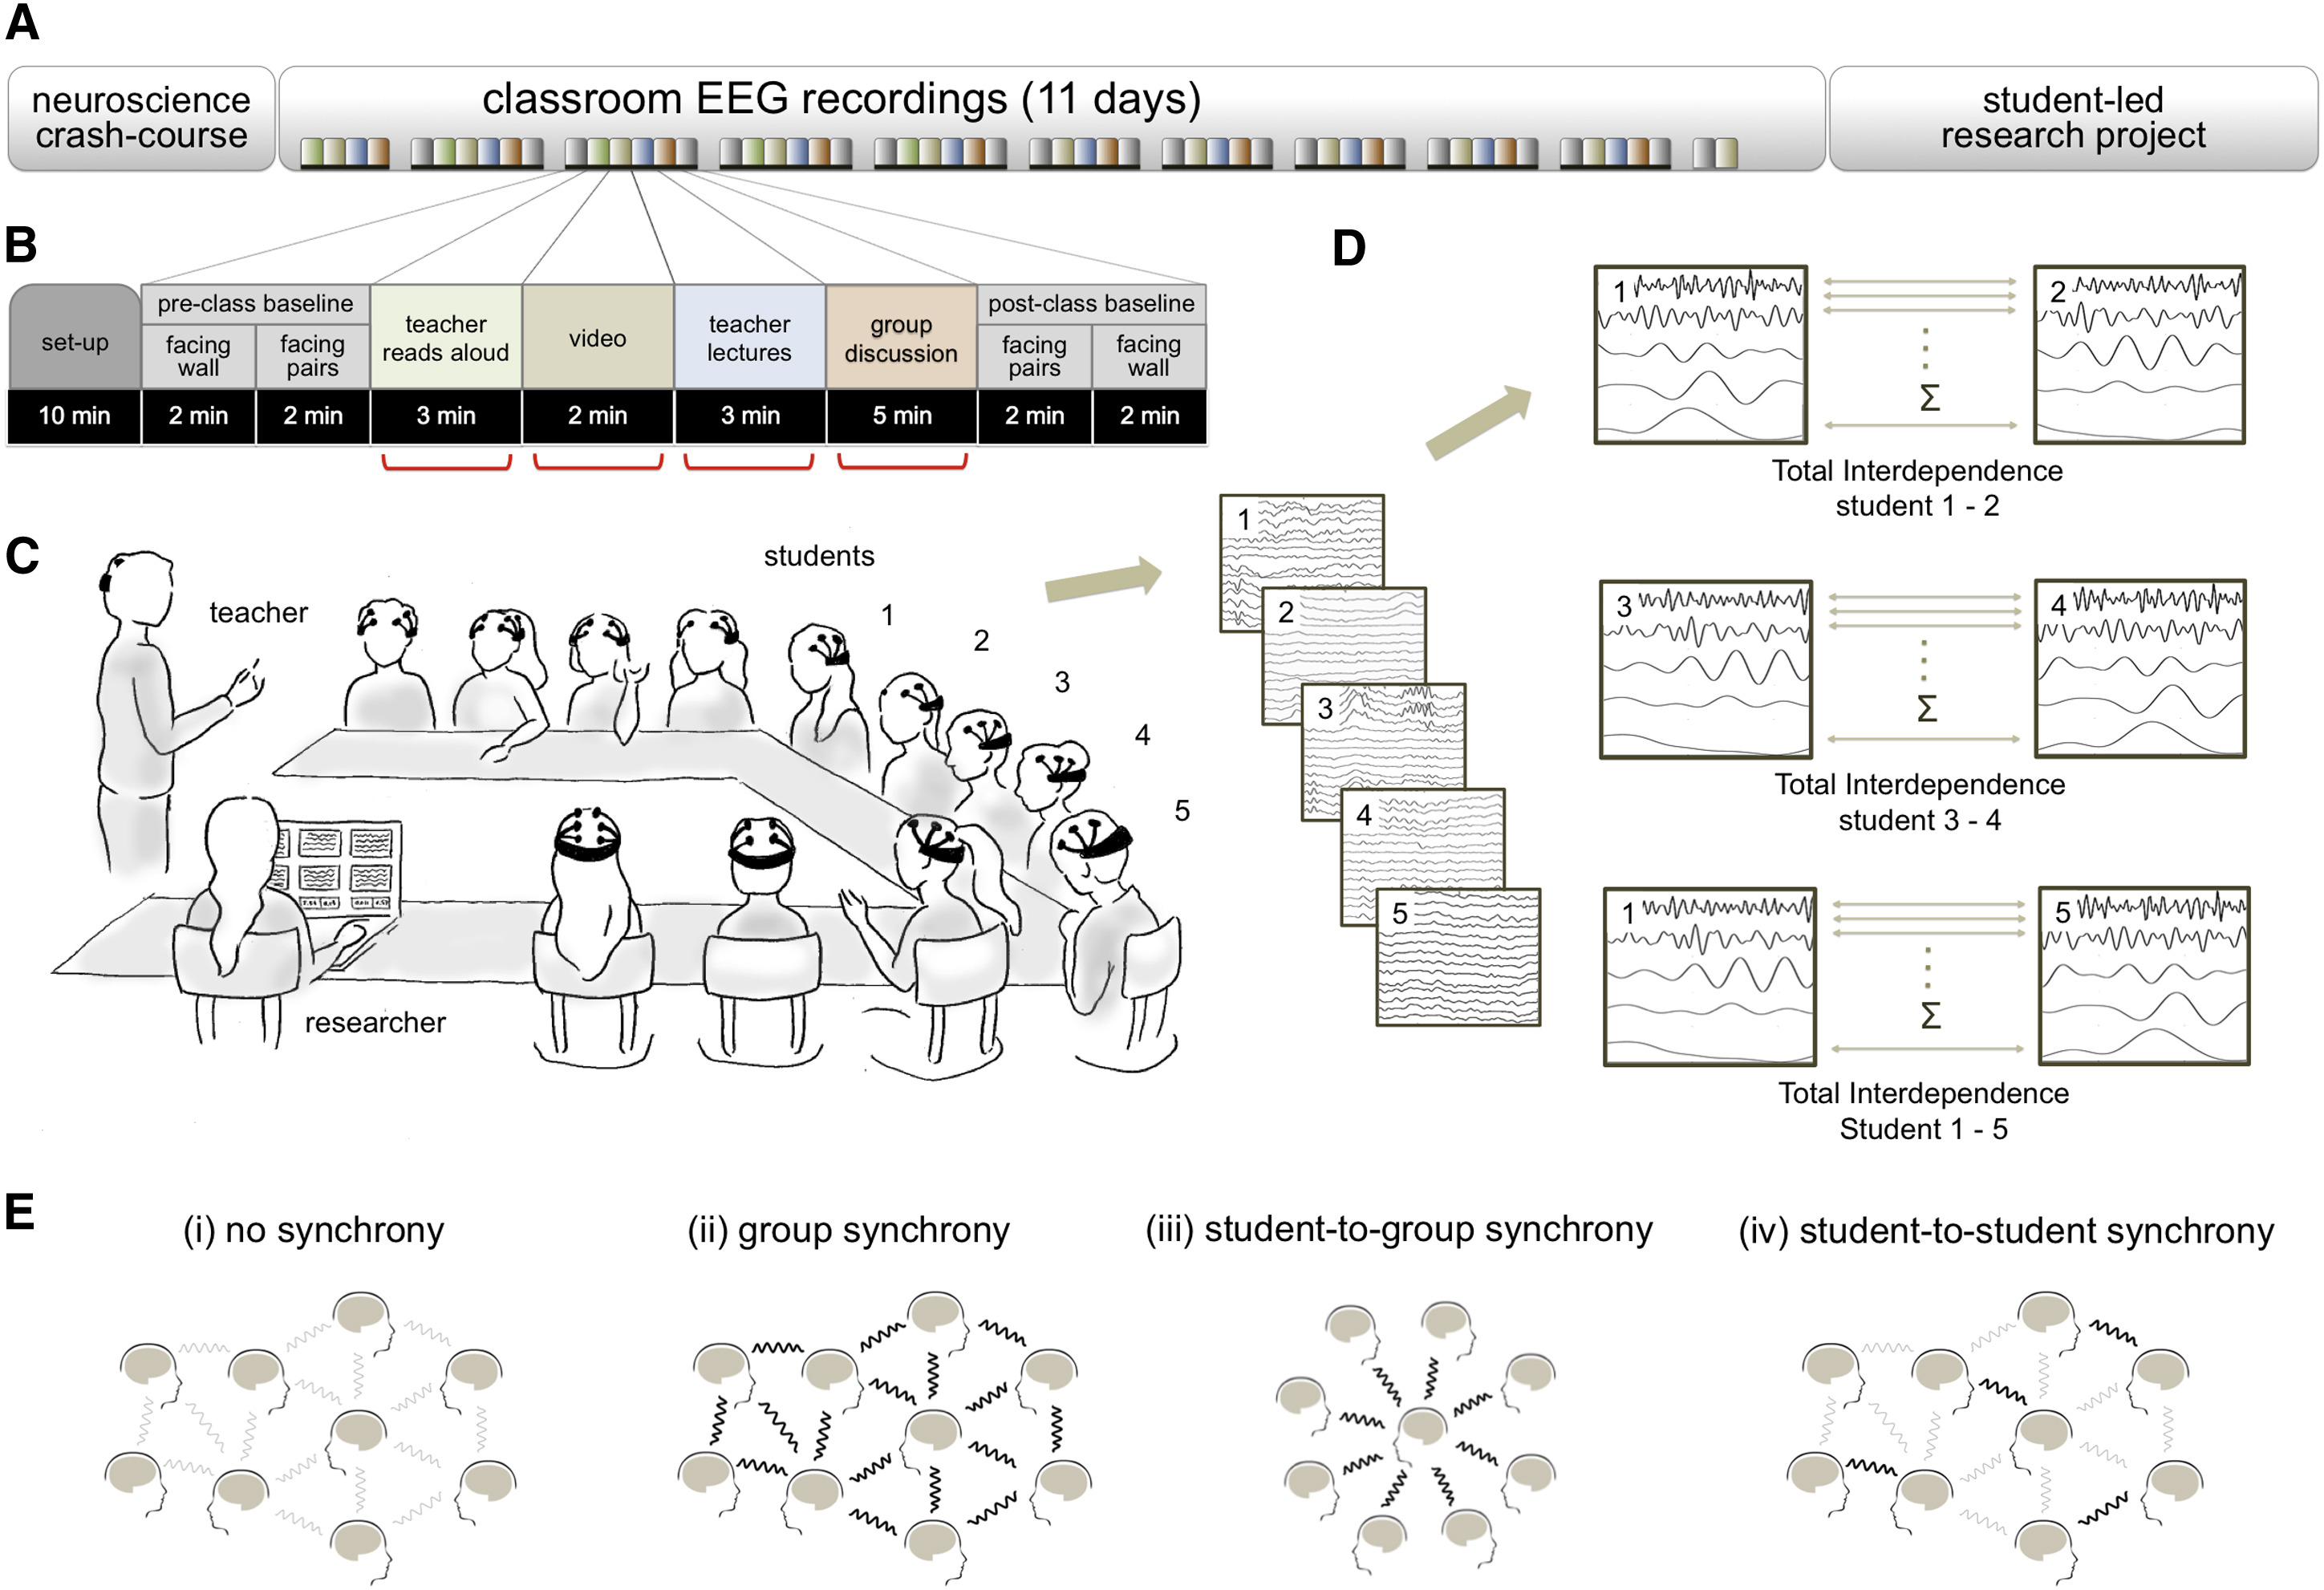 A
neuroscience
crash-course
classroom EEG recordings (11 days)
student-led
research project
B
set-up
pre-class baseline
facing
wall
facing
pairs
teacher
reads aloud
video
teacher
lectures
group
discussion
post-class baseline
facing
pairs
facing
wall
10 min
2 min
2 min
3 min
2 min
3 min
5 min
2 min
2 min
C
teacher
students
1
2
3
4
5
researcher
1
2
3
4
5
D
1
2
Σ
Total Interdependence
student 1 - 2
3
4
Σ
Total Interdependence
student 3 - 4
1
5
Σ
Total Interdependence
Student 1 - 5
E
(i) no synchrony
(ii) group synchrony
(iii) student-to-group synchrony
(iv) student-to-student synchrony